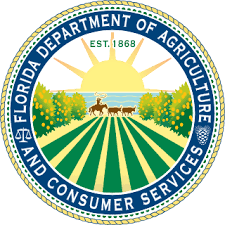 FLORIDA DEPARTMENT OF AGRICULTURE
AND CONSUMER SERVICES
EST. 1868